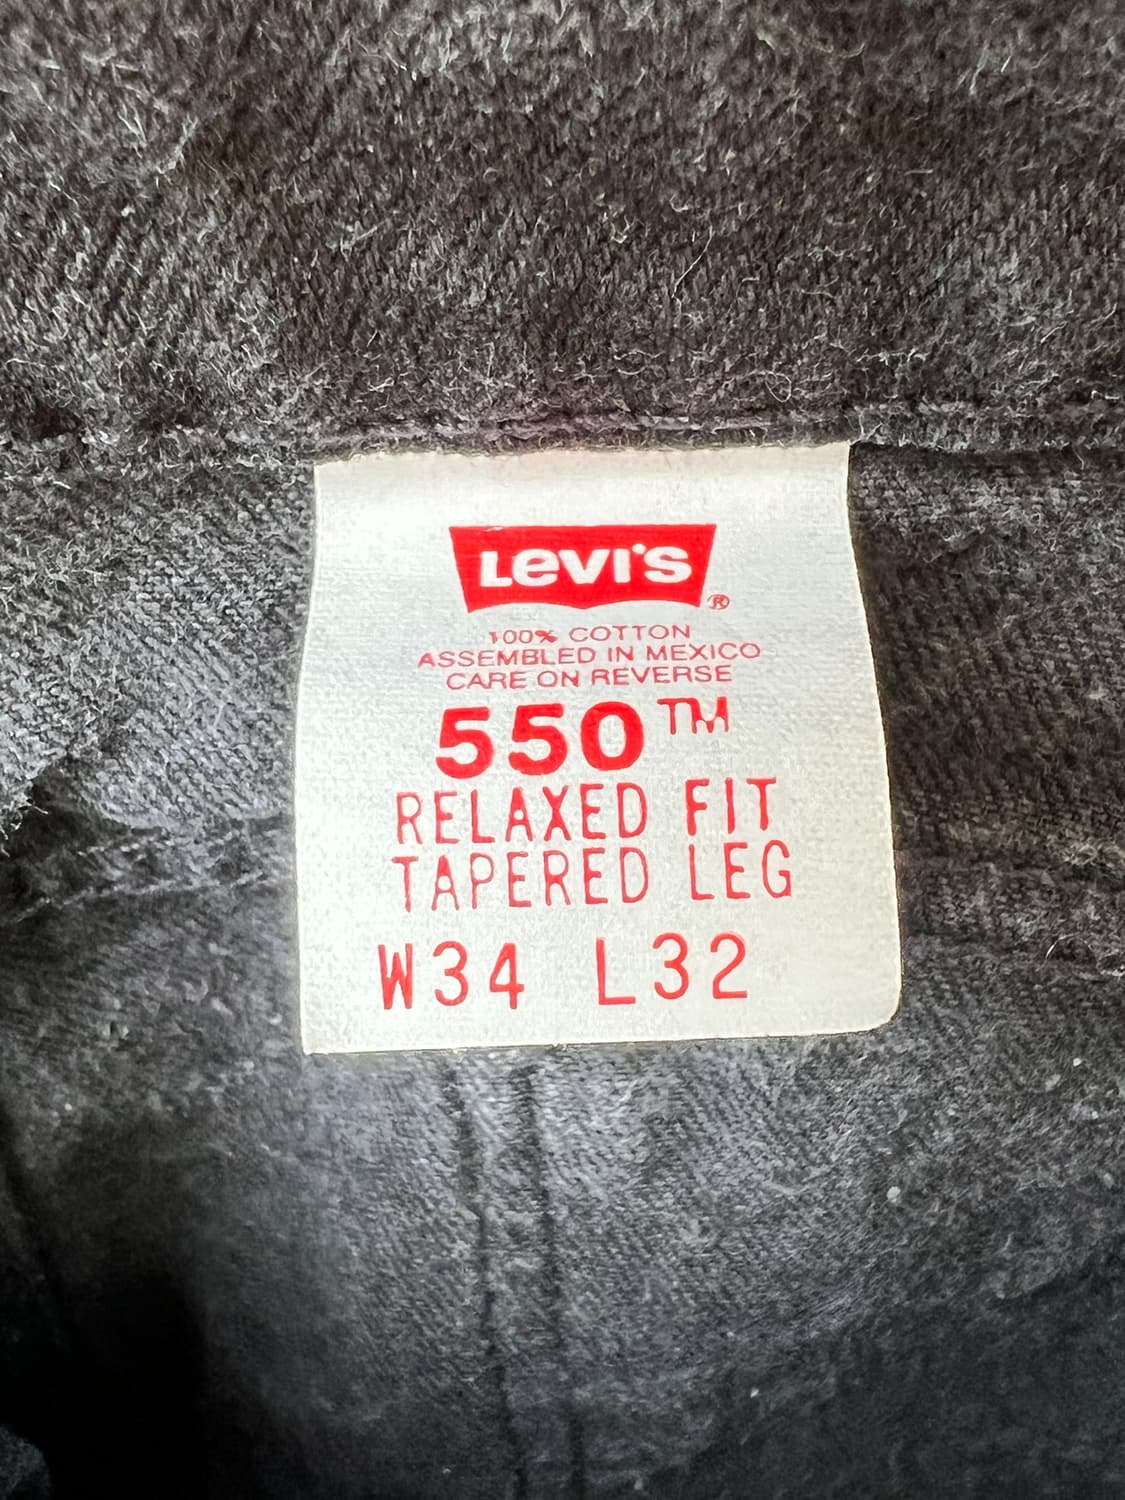 Levi's ®
100% COTTON
ASSEMBLED IN MEXICO
CARE ON REVERSE
550™
RELAXED FIT
TAPERED LEG
W34 L32